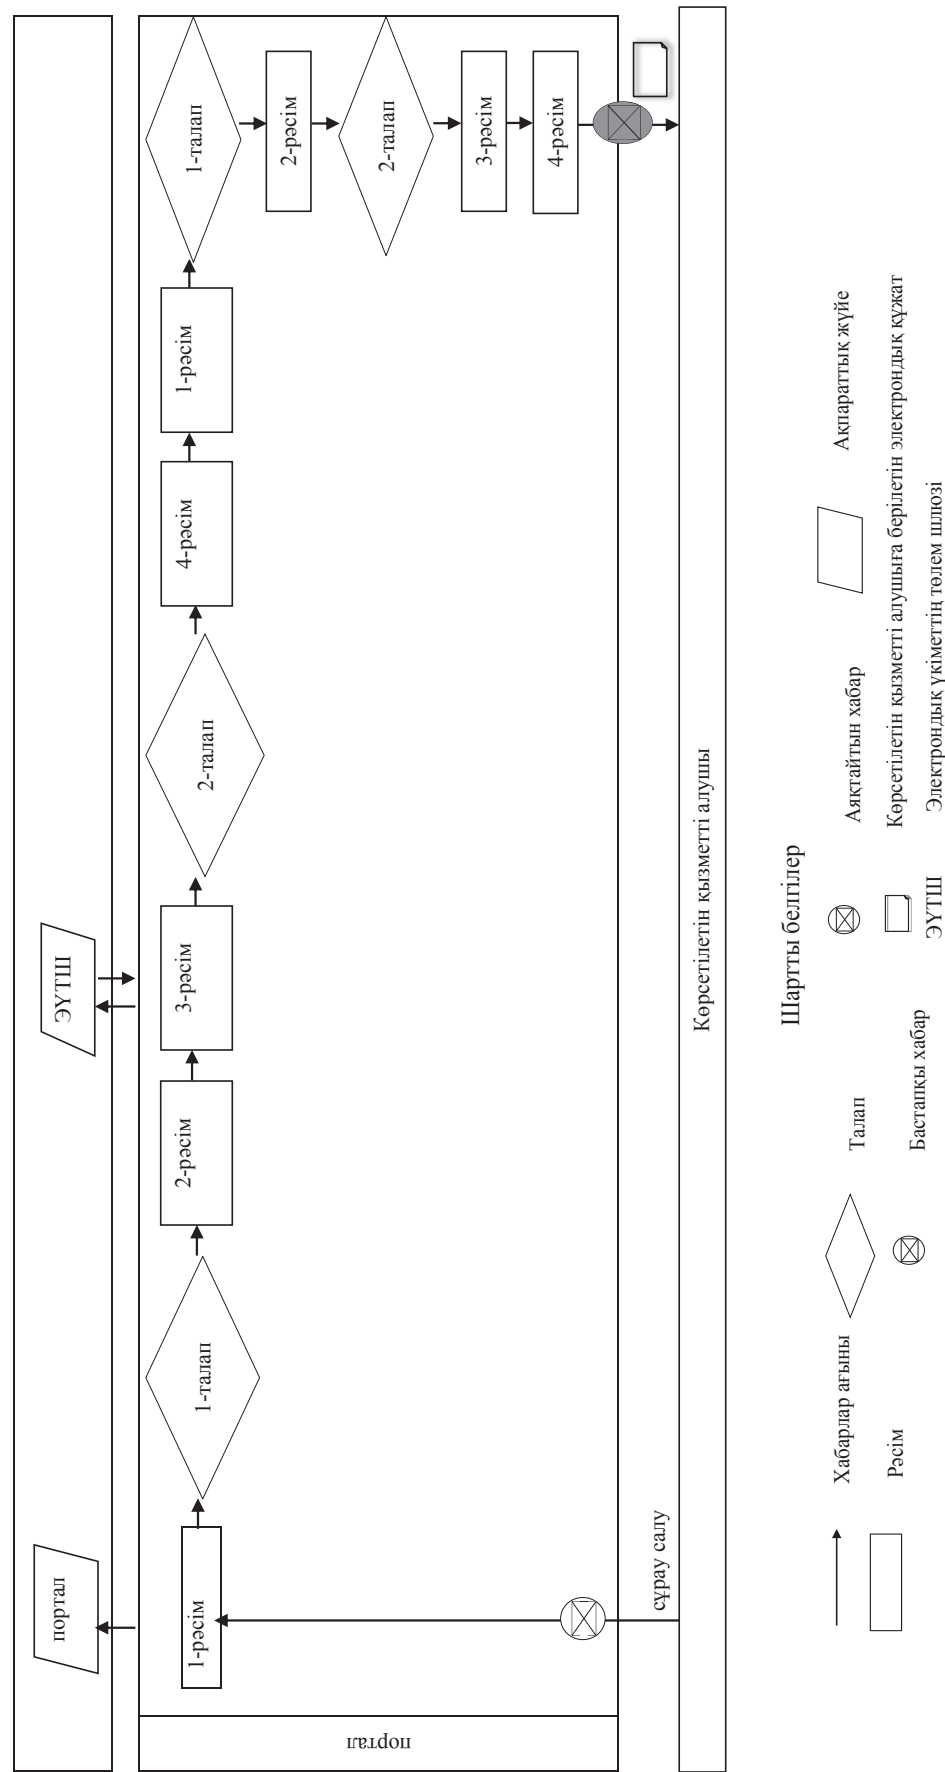 портал
ЭҮТШ
портал
1-рәсім
1-талап
2-рәсім
3-рәсім
2-талап
4-рәсім
1-рәсім
1-талап
2-рәсім
2-талап
3-рәсім
4-рәсім
сұрау салу
Көрсетілетін қызметті алушы
Шартты белгілер
Хабарлар ағыны
Талап
Аяқтайтын хабар
Ақпараттық жүйе
Рәсім
Бастапқы хабар
Көрсетілетін қызметті алушыға берілетін электрондық құжат
ЭҮТШ
Электрондық үкіметтің төлем шлюзі